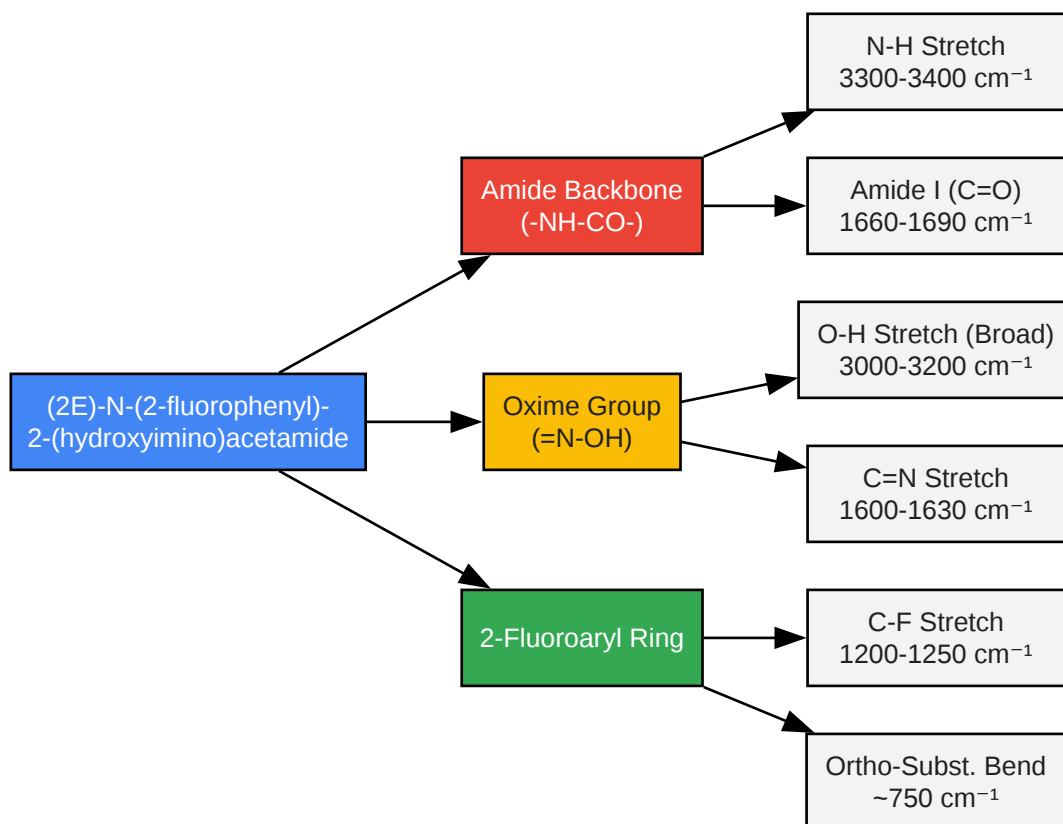 N-H Stretch
3300-3400 cm⁻¹
Amide Backbone
(-NH-CO-)
Amide I (C=O)
1660-1690 cm⁻¹
O-H Stretch (Broad)
3000-3200 cm⁻¹
(2E)-N-(2-fluorophenyl)-
2-(hydroxyimino)acetamide
Oxime Group
(=N-OH)
C=N Stretch
1600-1630 cm⁻¹
2-Fluoroaryl Ring
C-F Stretch
1200-1250 cm⁻¹
Ortho-Subst. Bend
~750 cm⁻¹